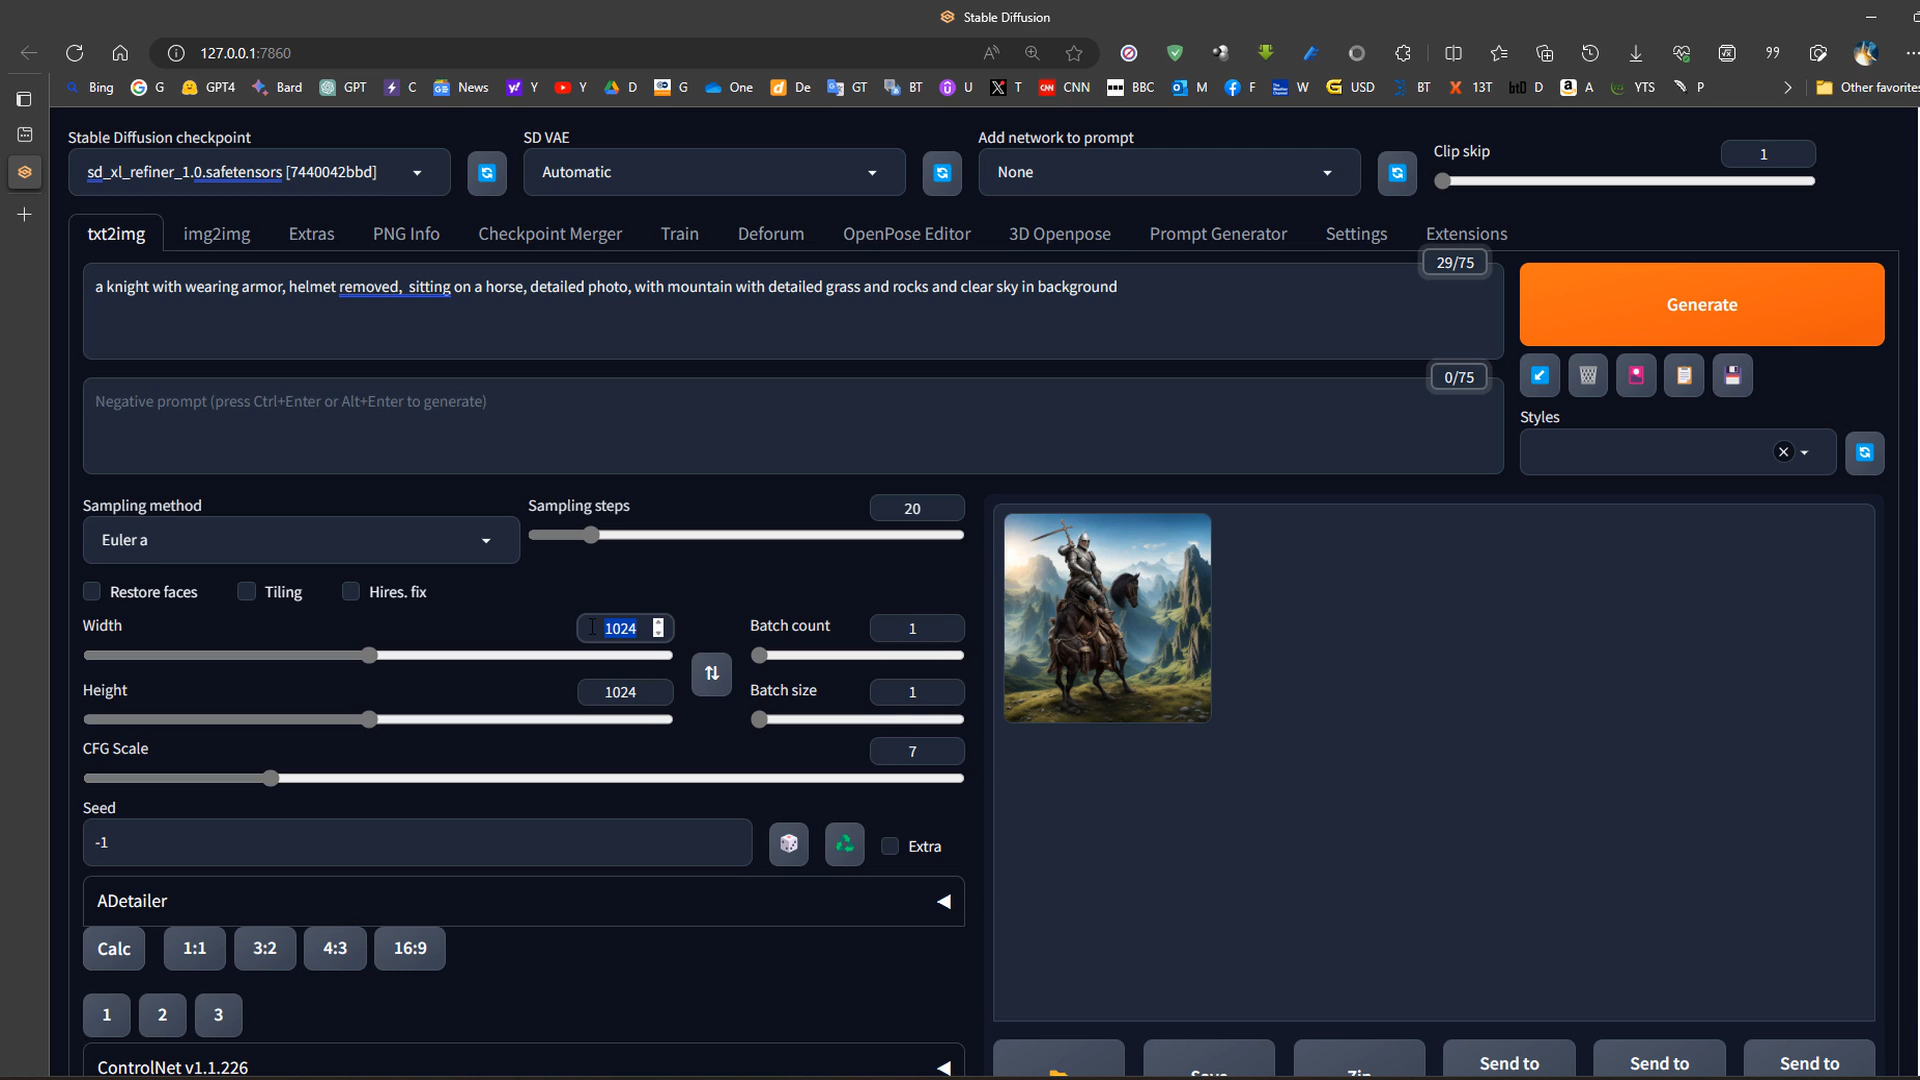 Stable Diffusion
127.0.0.1:7860
Bing G GPT4 Bard GPT C News Y Y D G One De GT BT U T CNN BBC M F W USD BT 13T D A YTS P Other favorites
Stable Diffusion checkpoint
SD VAE
Add network to prompt
Clip skip
1
sd_xl_refiner_1.0.safetensors [7440042bbd]
Automatic
None
txt2img img2img Extras PNG Info Checkpoint Merger Train Deforum OpenPose Editor 3D Openpose Prompt Generator Settings Extensions
29/75
a knight with wearing armor, helmet removed, sitting on a horse, detailed photo, with mountain with detailed grass and rocks and clear sky in background
Generate
0/75
Negative prompt (press Ctrl+Enter or Alt+Enter to generate)
Styles
Sampling method
Sampling steps
20
Euler a
Restore faces Tiling Hires. fix
Width
1024
Batch count
1
Height
1024
Batch size
1
CFG Scale
7
Seed
-1
Extra
ADetailer
Calc 1:1 3:2 4:3 16:9
1 2 3
ControlNet v1.1.226
Save
Zip
Send to
Send to
Send to